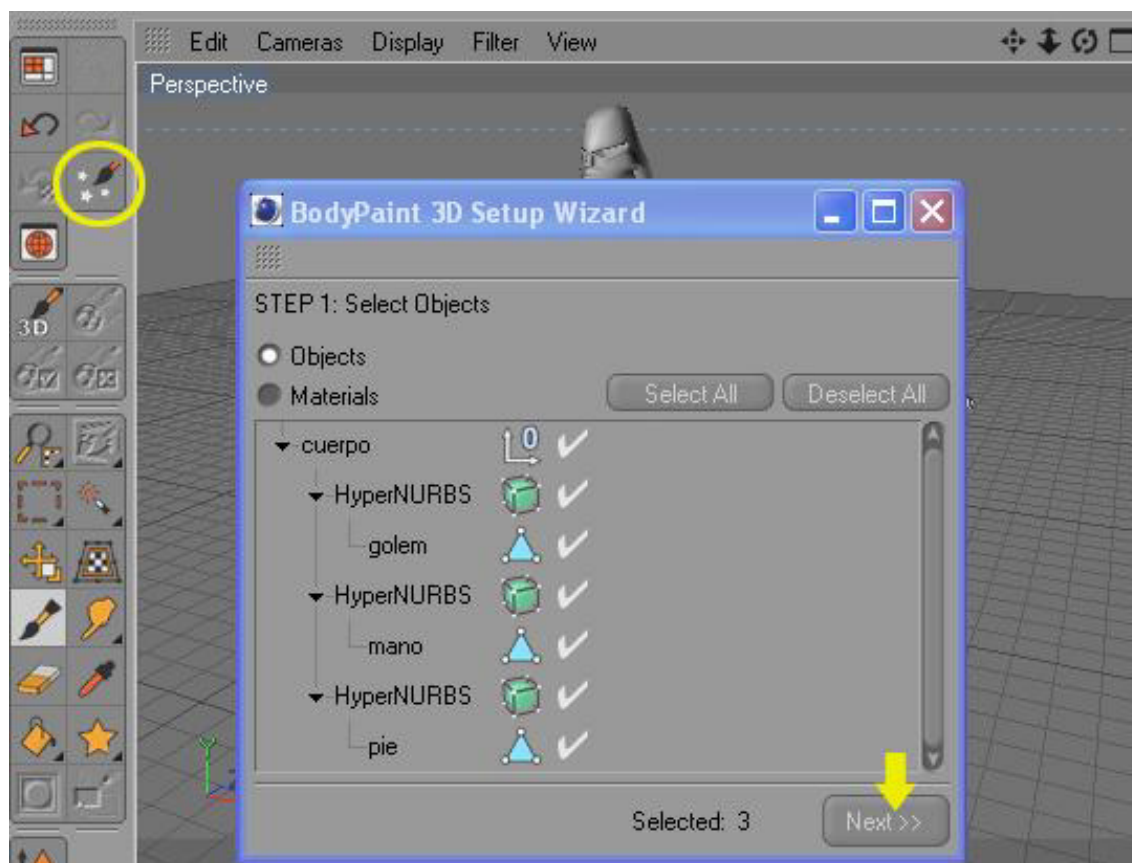 Edit Cameras Display Filter View
Perspective
BodyPaint 3D Setup Wizard
STEP 1: Select Objects
Objects
Materials
Select All Deselect All
cuerpo 0
HyperNURBS
golem
HyperNURBS
mano
HyperNURBS
pie
Selected: 3 Next >>
3D